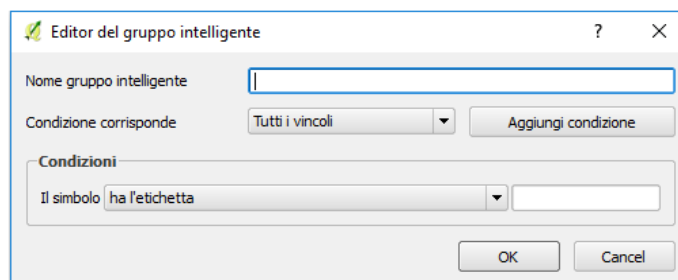 Editor del gruppo intelligente ?
Nome gruppo intelligente
Condizione corrisponde Tutti i vincoli Aggiungi condizione
Condizioni
Il simbolo ha l'etichetta
OK Cancel